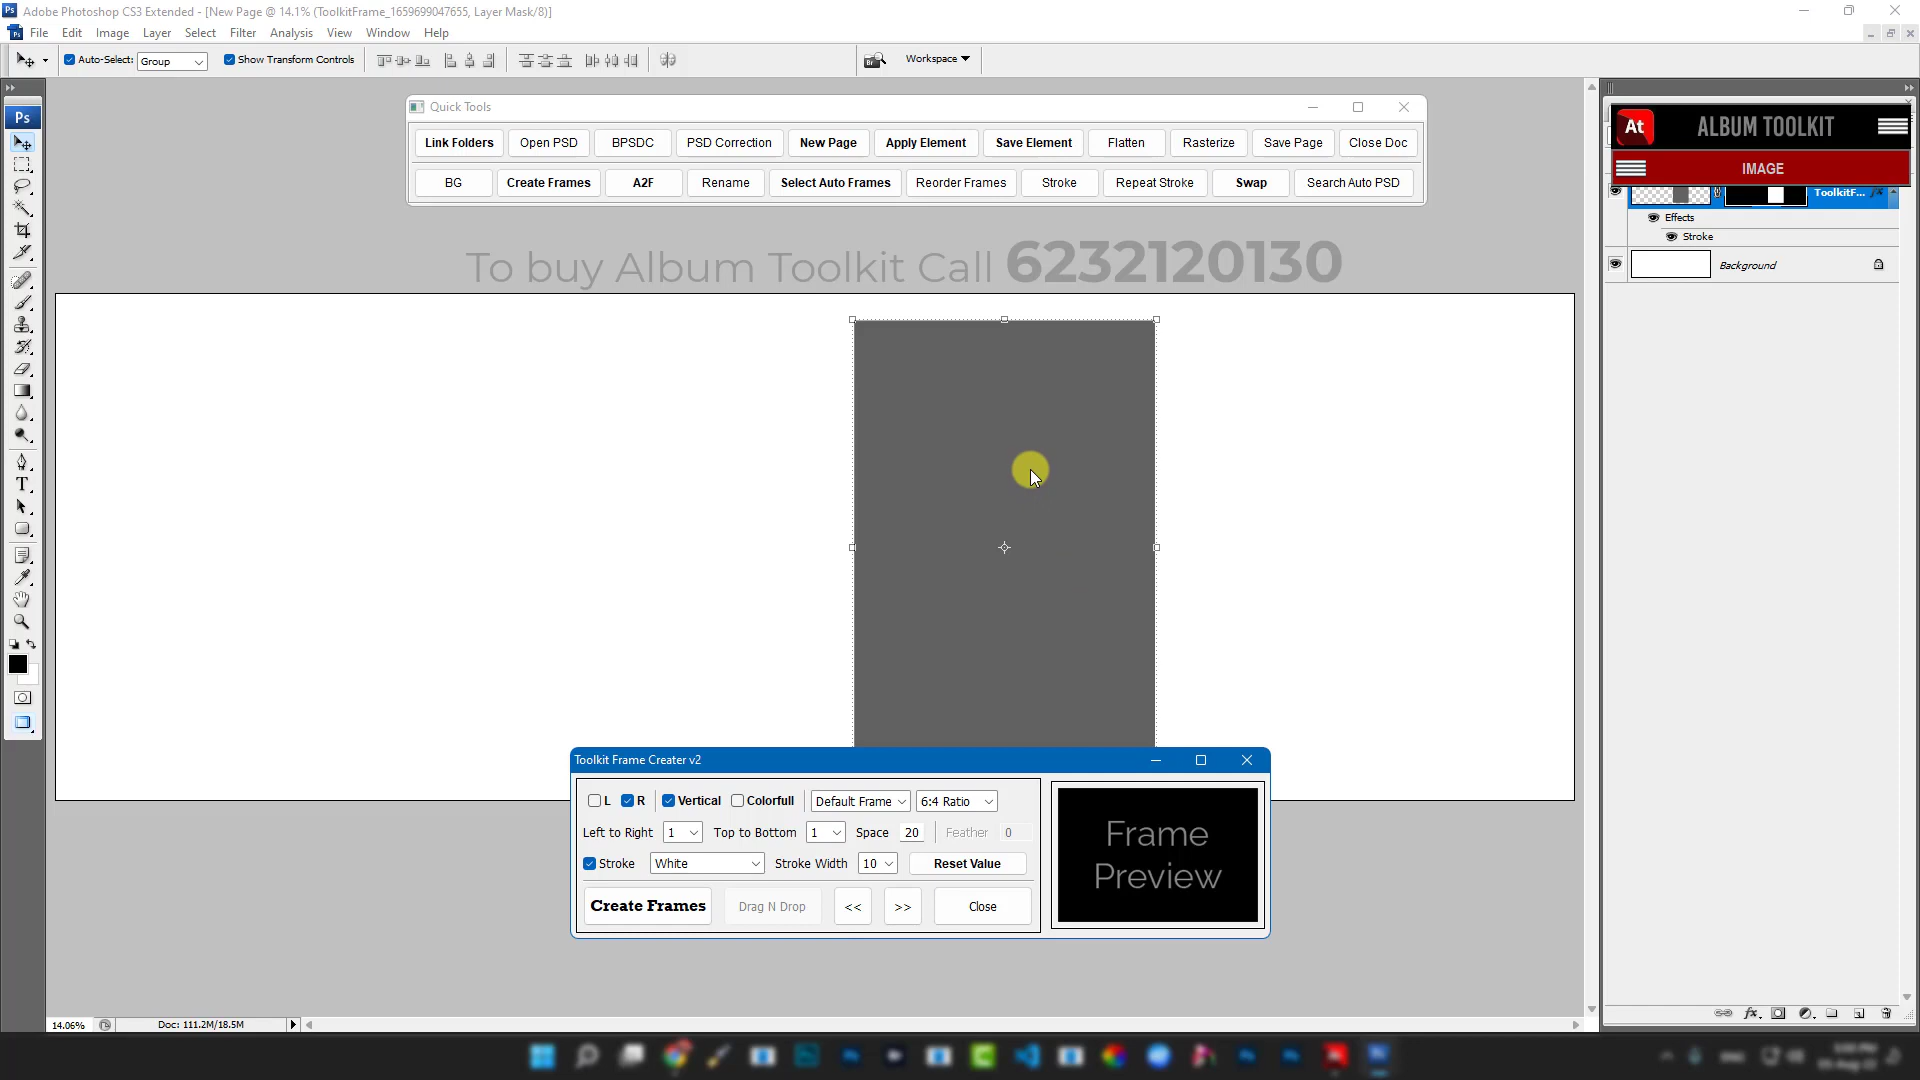 Adobe Photoshop CS3 Extended - [New Page @ 14.1% (ToolkitFrame_1659699047655, Layer Mask/8)]
File Edit Image Layer Select Filter Analysis View Window Help
Auto-Select: Group Show Transform Controls Workspace
Quick Tools
Link Folders Open PSD BPSDC PSD Correction New Page Apply Element Save Element Flatten Rasterize Save Page Close Doc
BG Create Frames A2F Rename Select Auto Frames Reorder Frames Stroke Repeat Stroke Swap Search Auto PSD
At ALBUM TOOLKIT
IMAGE
ToolkitF...
Effects
Stroke
Background
Ps
To buy Album Toolkit Call 6232120130
Toolkit Frame Creater v2
L R Vertical Colorfull Default Frame 6:4 Ratio
Left to Right 1 Top to Bottom 1 Space 20 Feather 0
Stroke White Stroke Width 10 Reset Value
Create Frames Drag N Drop << >> Close
Frame
Preview
14.06% Doc: 111.2M/18.5M